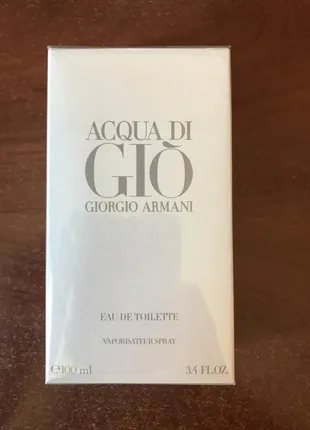 ACQUA DI
GIÒ
GIORGIO ARMANI
EAU DE TOILETTE
VAPORISATEUR SPRAY
℮100 ml 3.4 FL.OZ.